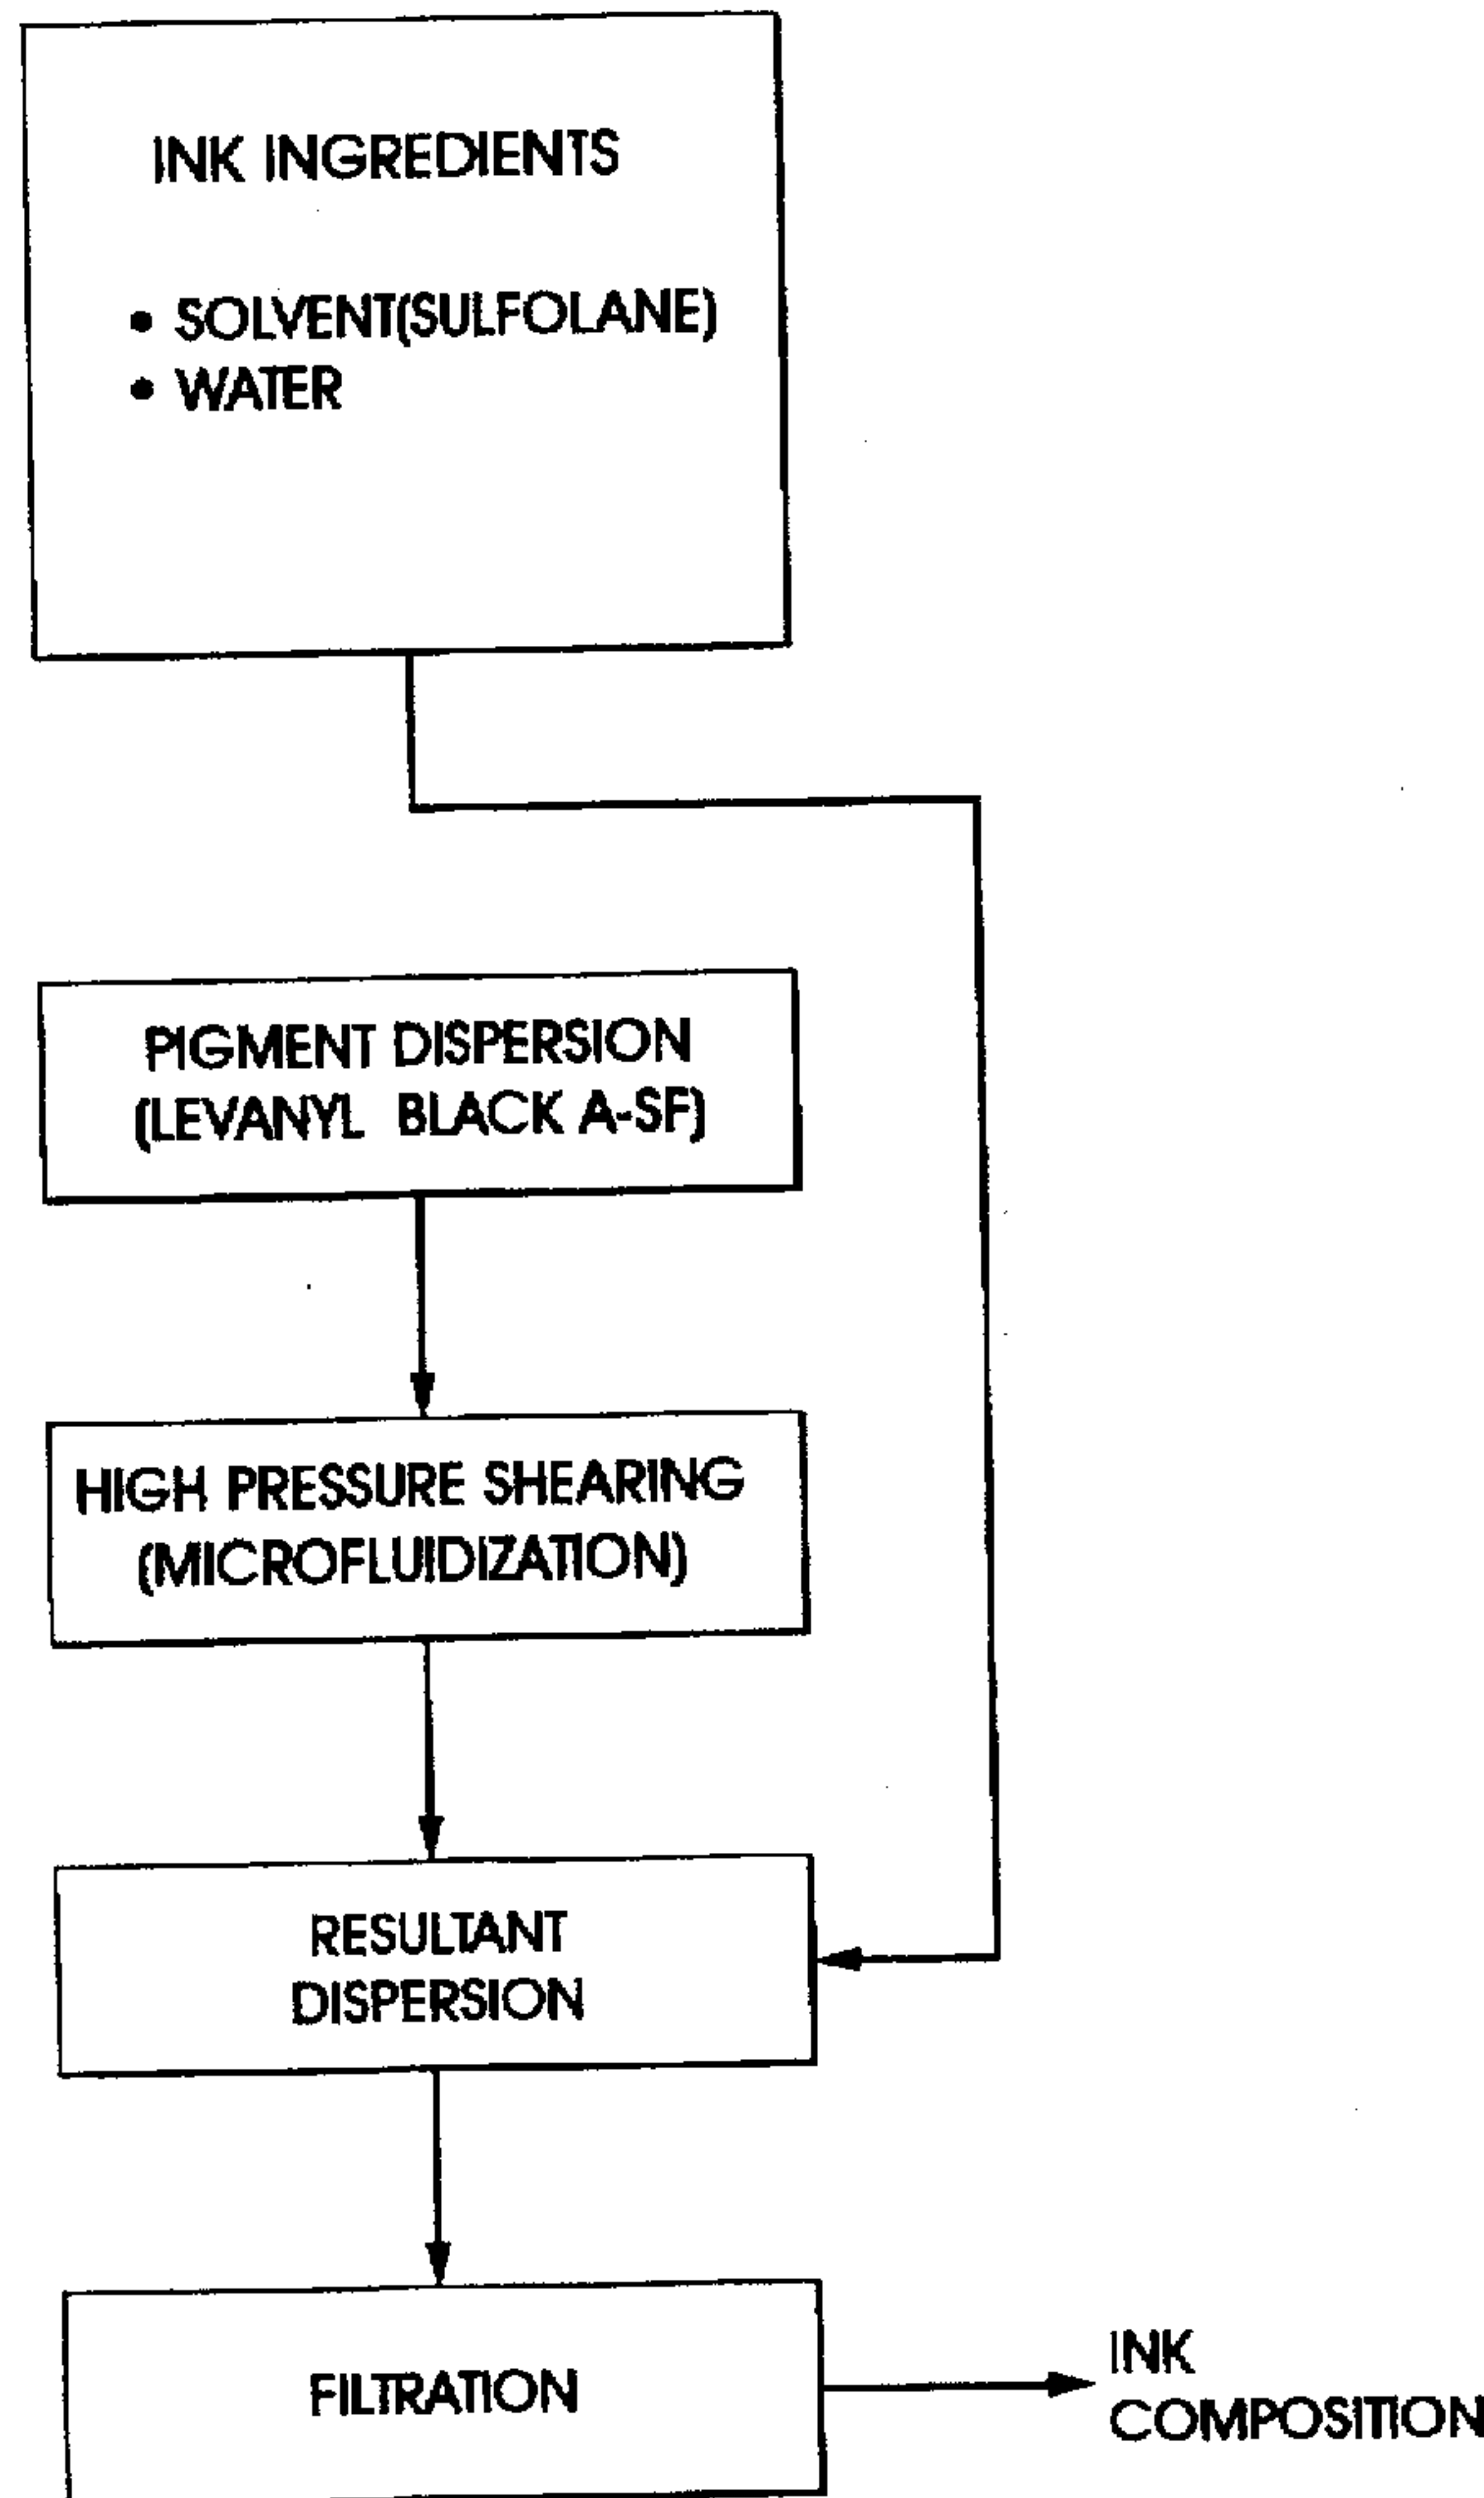 INK INGREDIENTS
• SOLVENT(SULFOLANE)
• WATER
PIGMENT DISPERSION
(LEVANYL BLACK A-SF)
HIGH PRESSURE SHEARING
(MICROFLUIDIZATION)
RESULTANT
DISPERSION
FILTRATION
INK
COMPOSITION